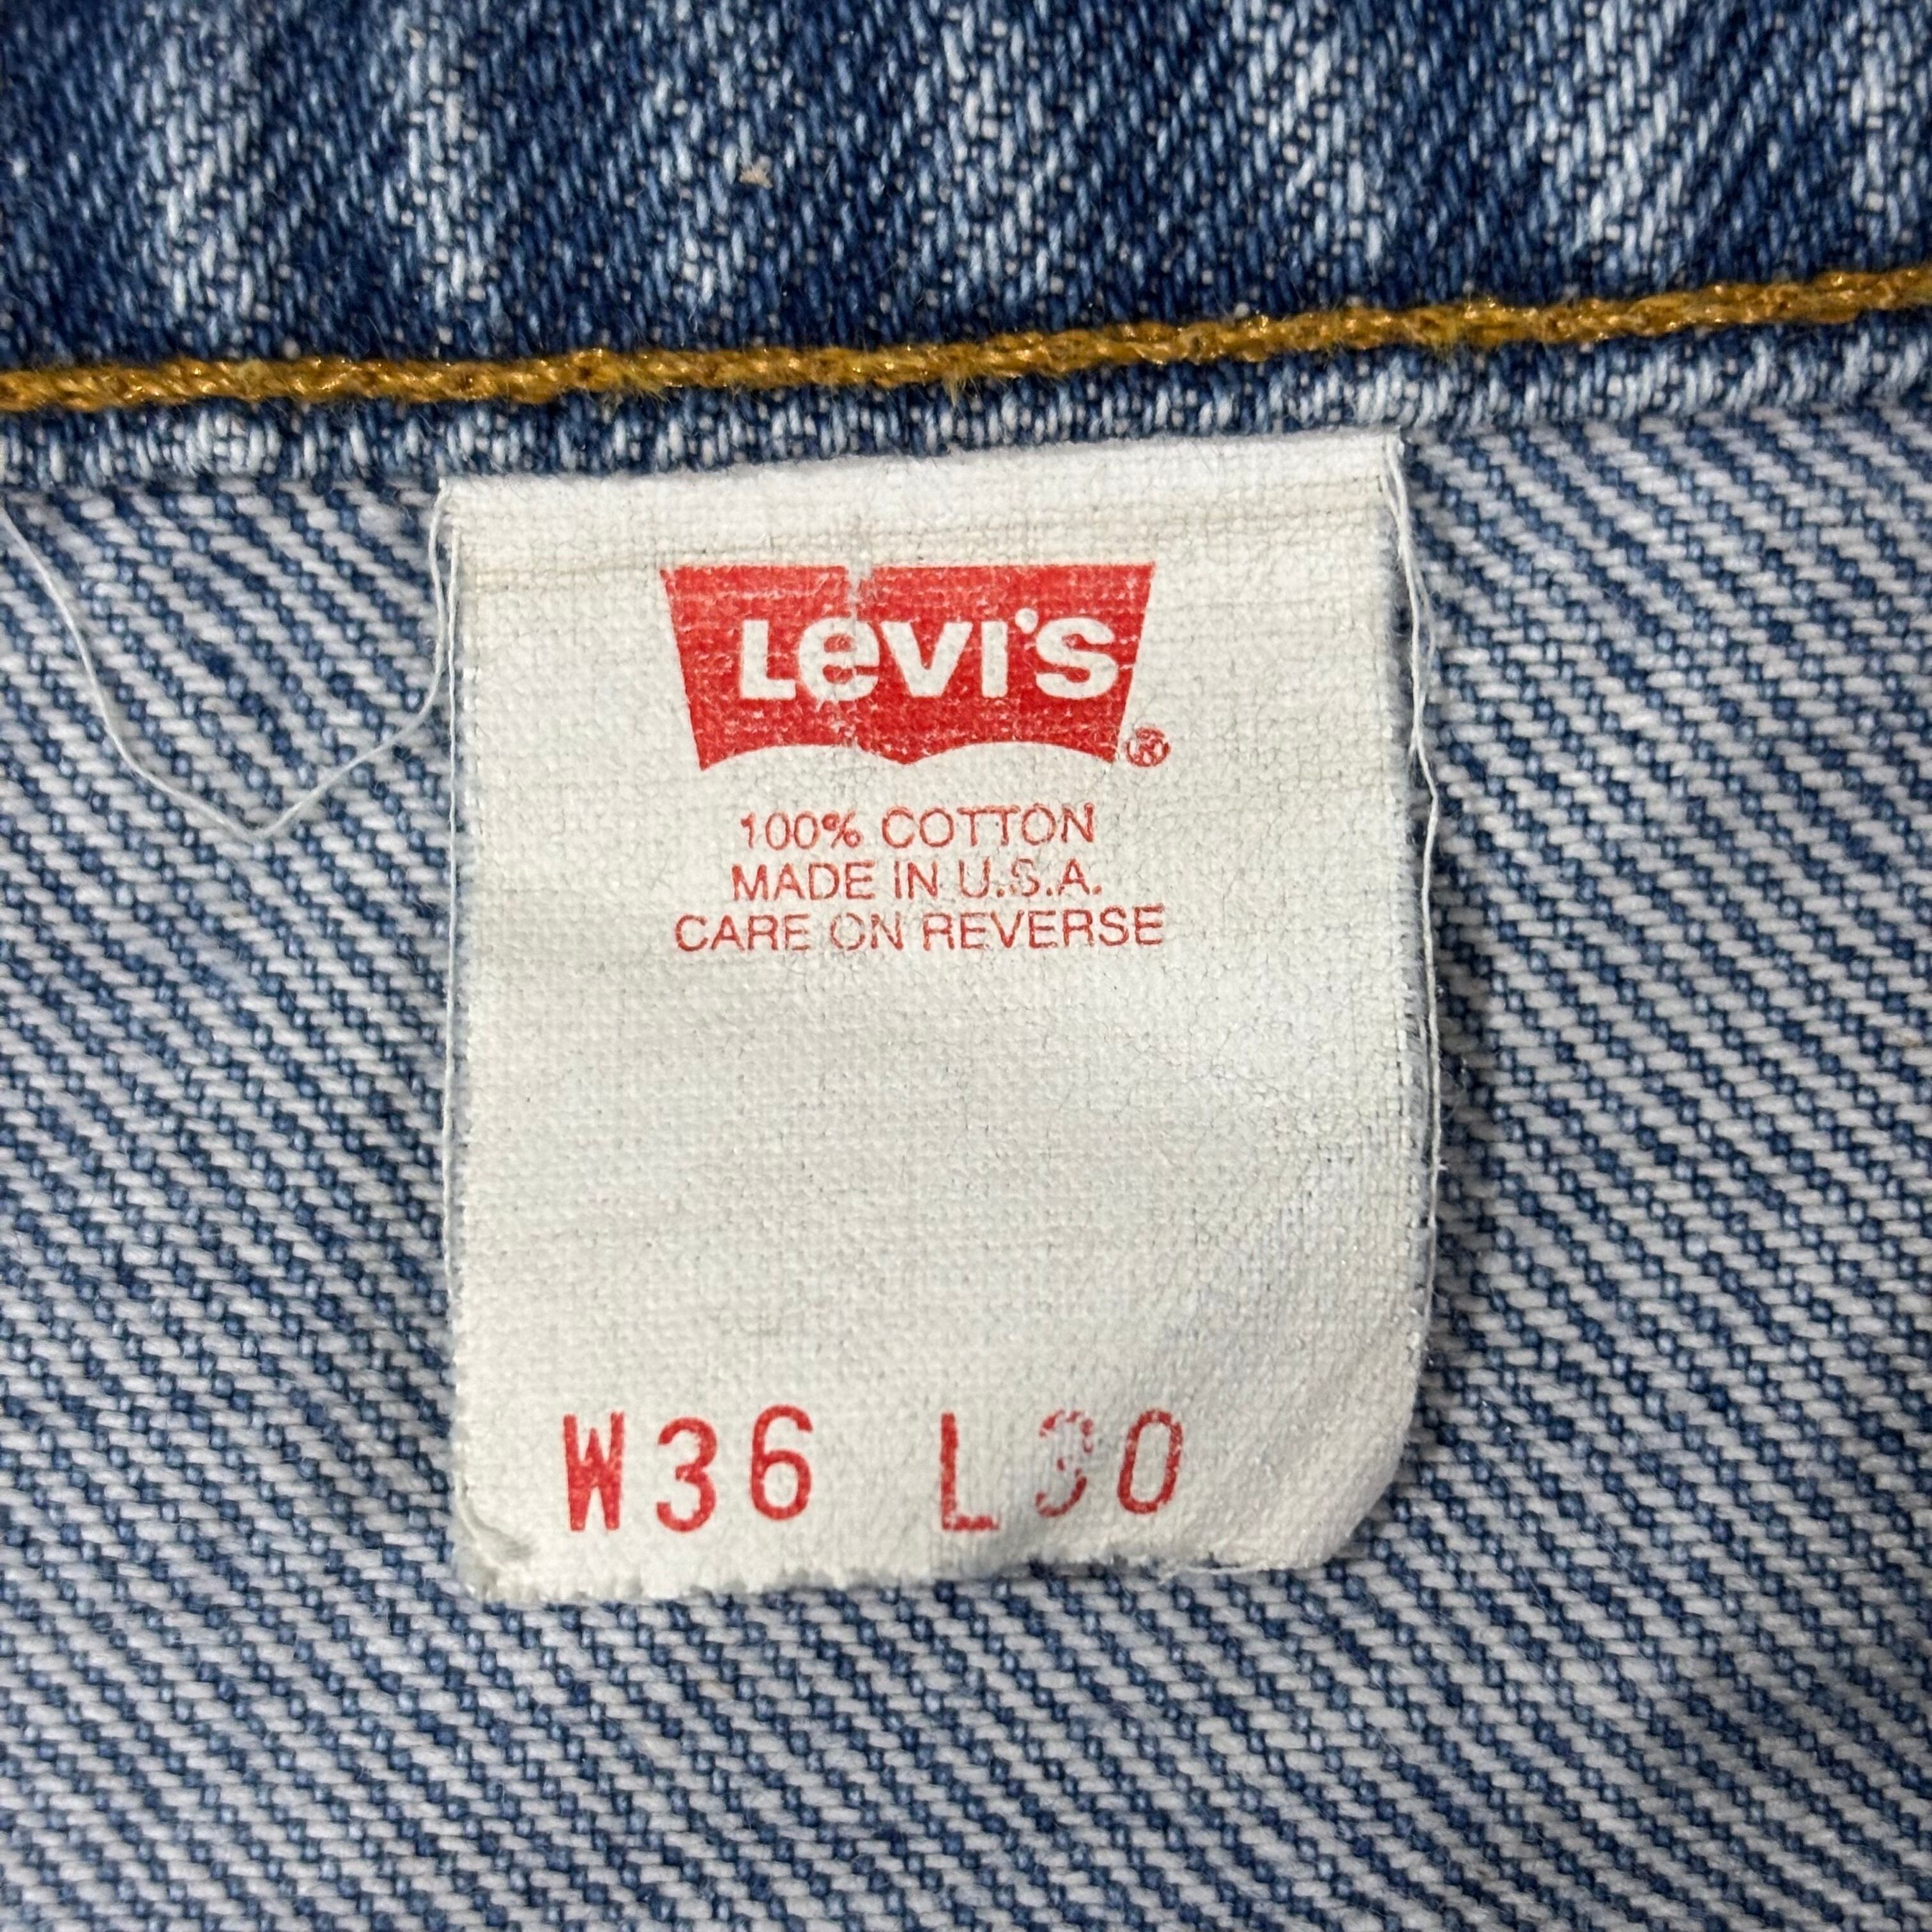 Levi's ®
100% COTTON
MADE IN U.S.A.
CARE ON REVERSE
W36 L30